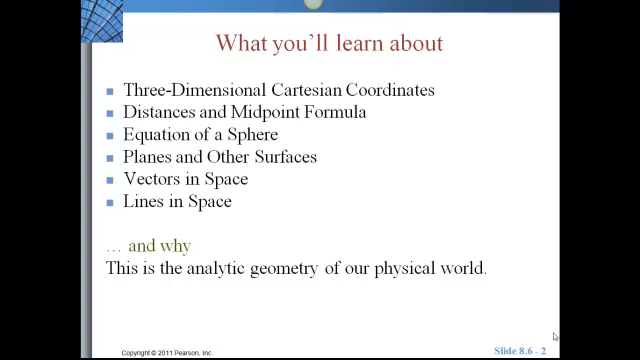 What you'll learn about
Three-Dimensional Cartesian Coordinates
Distances and Midpoint Formula
Equation of a Sphere
Planes and Other Surfaces
Vectors in Space
Lines in Space
… and why
This is the analytic geometry of our physical world.
Copyright © 2011 Pearson, Inc.
Slide 8.6 - 2